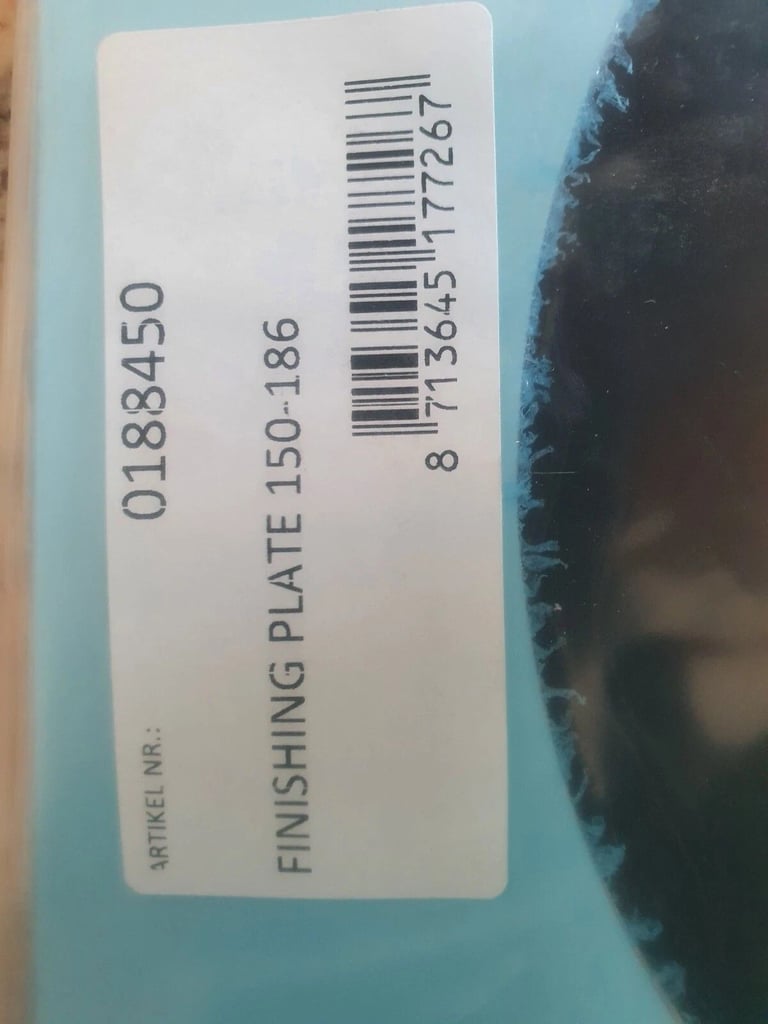 ARTIKEL NR.: 0188450
FINISHING PLATE 150-186
8 713645 177267